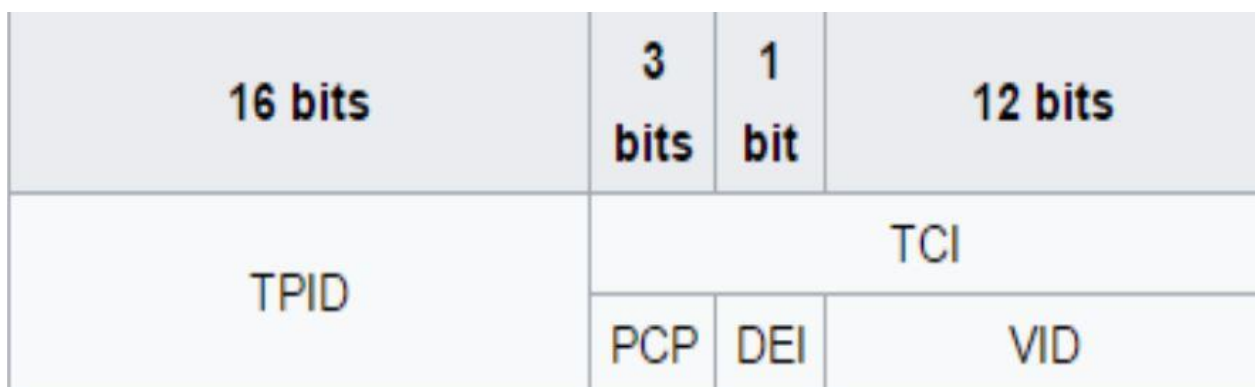 16 bits
3 bits
1 bit
12 bits
TPID
TCI
PCP
DEI
VID